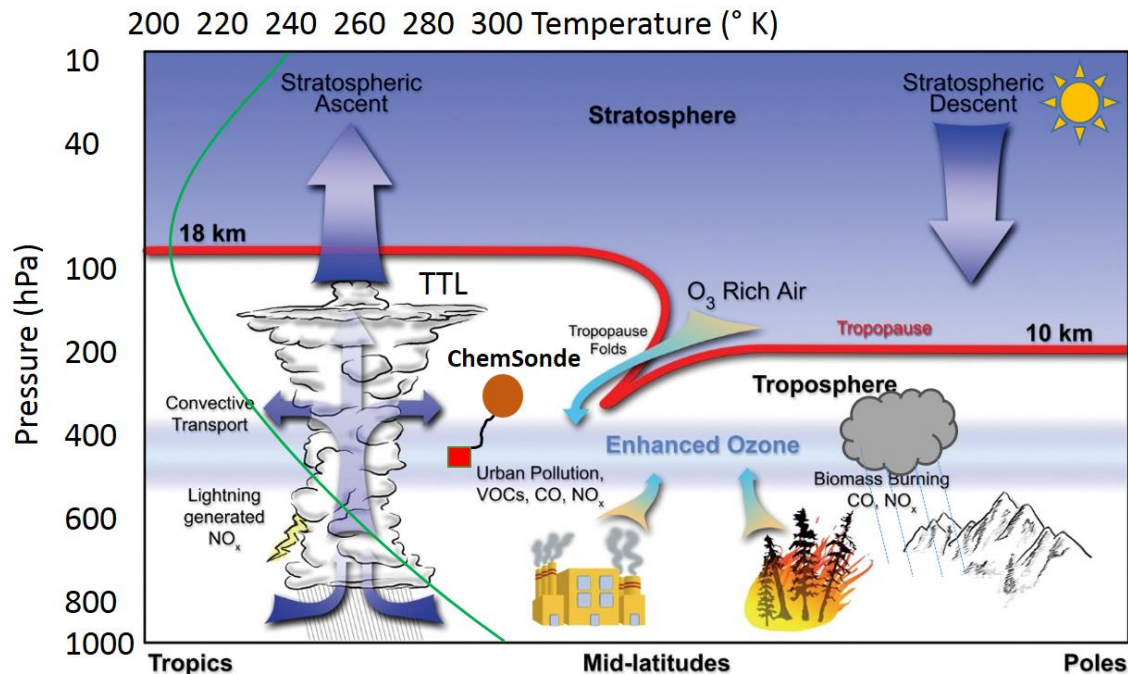 200 220 240 260 280 300 Temperature (° K)
10
40
100
200
400
600
800
1000
Pressure (hPa)
Stratospheric
Ascent
Stratosphere
Stratospheric
Descent
18 km
TTL
O3 Rich Air
Tropopause
Folds
Tropopause
10 km
ChemSonde
Troposphere
Convective
Transport
Enhanced Ozone
Urban Pollution,
VOCs, CO, NOx
Biomass Burning
CO, NOx
Lightning
generated
NOx
Tropics
Mid-latitudes
Poles